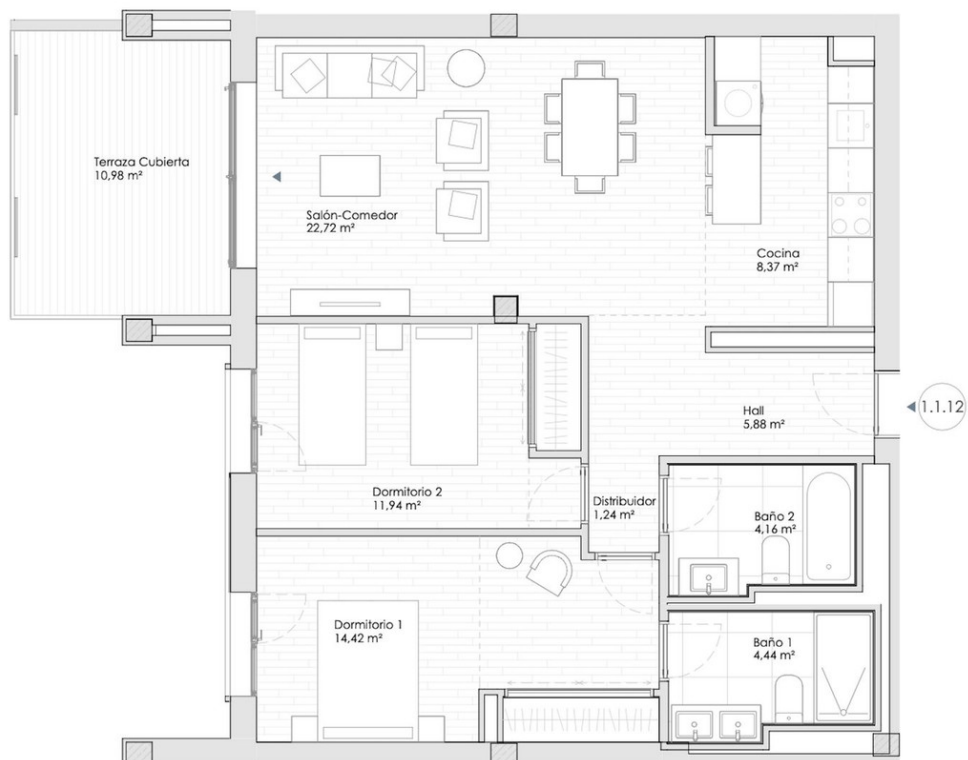 Terraza Cubierta
10,98 m²
Salón-Comedor
22,72 m²
Cocina
8,37 m²
Hall
5,88 m²
1.1.12
Dormitorio 2
11,94 m²
Distribuidor
1,24 m²
Baño 2
4,16 m²
Dormitorio 1
14,42 m²
Baño 1
4,44 m²